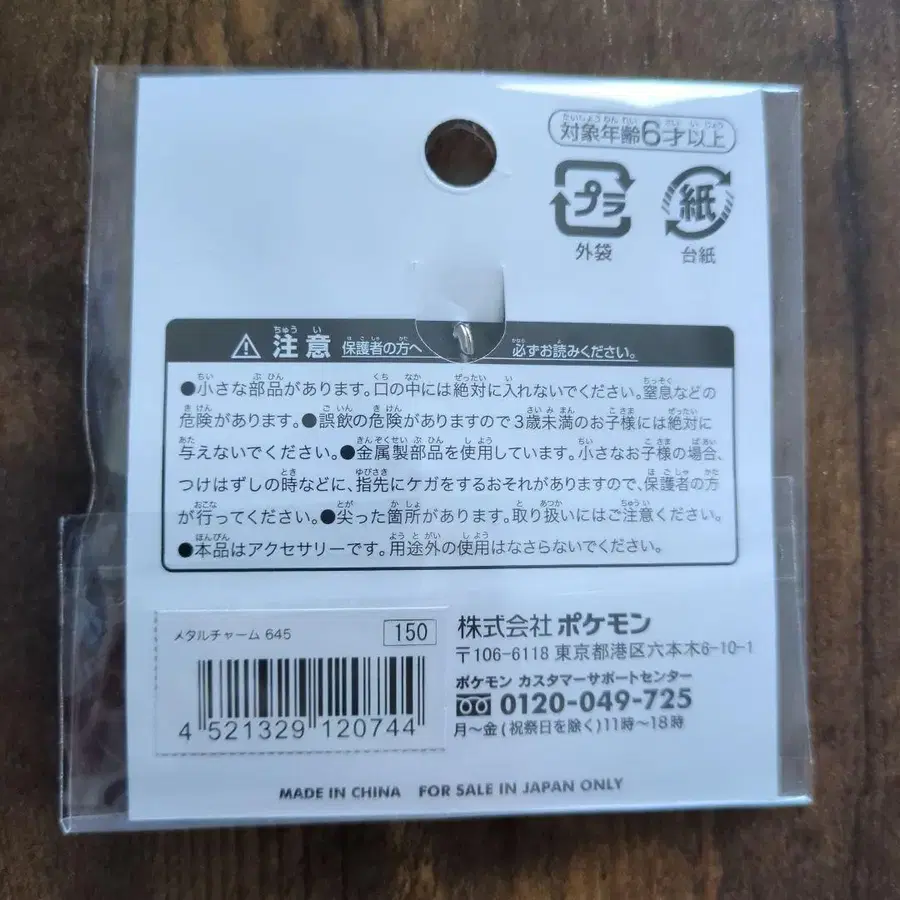 対象年齢6才以上
プラ
紙
外袋
台紙
注意 保護者の方へ 必ずお読みください。
●小さな部品があります。口の中には絶対に入れないでください。窒息などの
危険があります。●誤飲の危険がありますので3歳未満のお子様には絶対に
与えないでください。●金属製部品を使用しています。小さなお子様の場合、
つけはずしの時などに、指先にケガをするおそれがありますので、保護者の方
が行ってください。●尖った箇所があります。取り扱いにはご注意ください。
●本品はアクセサリーです。用途外の使用はなさらないでください。
メタルチャーム 645
150
4 521329 120744
株式会社 ポケモン
〒106-6118 東京都港区六本木6-10-1
ポケモン カスタマーサポートセンター
0120-049-725
月～金(祝祭日を除く)11時～18時
MADE IN CHINA FOR SALE IN JAPAN ONLY